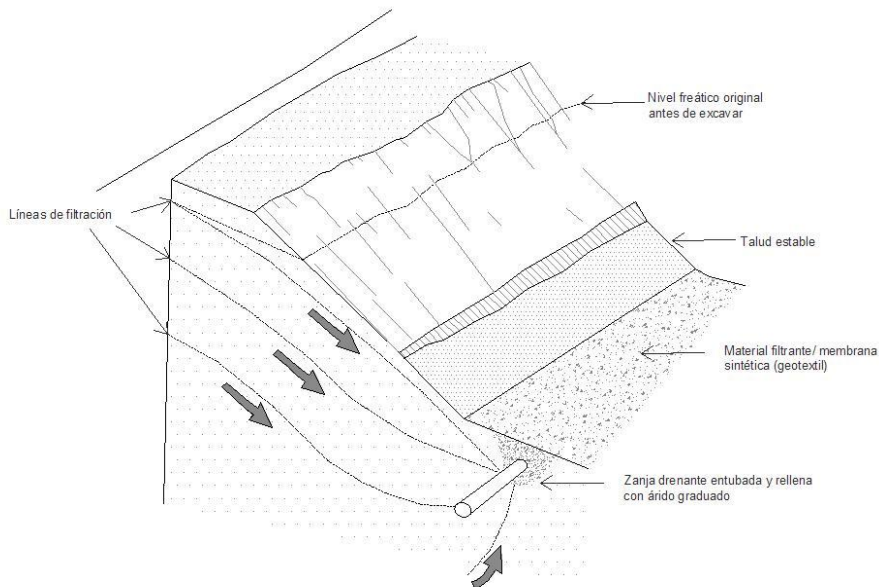 Nivel freático original
antes de excavar
Líneas de filtración
Talud estable
Material filtrante/ membrana
sintética (geotextil)
Zanja drenante entubada y rellena
con árido graduado